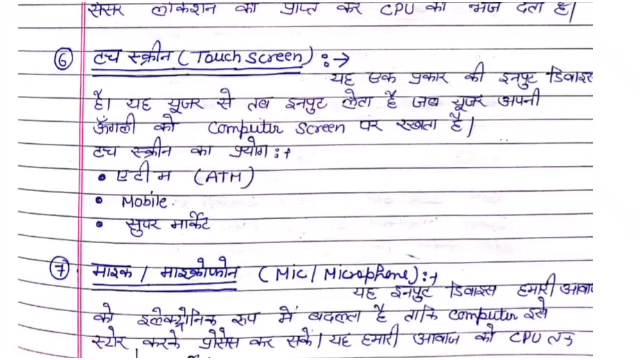 सेंसर लोकेशन को प्राप्त कर CPU को भेज देता है।
⑥ टच स्क्रीन (Touch Screen) :→
यह एक प्रकार की इनपुट डिवाइस
है। यह यूजर से तब इनपुट लेता है जब यूजर अपनी
ऊँगली को Computer Screen पर रखता है।
टच स्क्रीन का प्रयोग :→
• एटीम (ATM)
• Mobile.
• सुपर मार्केट
⑦ माइक / माइक्रोफोन (Mic / Microphone) :→
यह इनपुट डिवाइस हमारी आवाज
को इलेक्ट्रोनिक रूप में बदलता है ताकि Computer इसे
स्टोर करके प्रोसेस कर सकें। यह हमारी आवाज को CPU तक